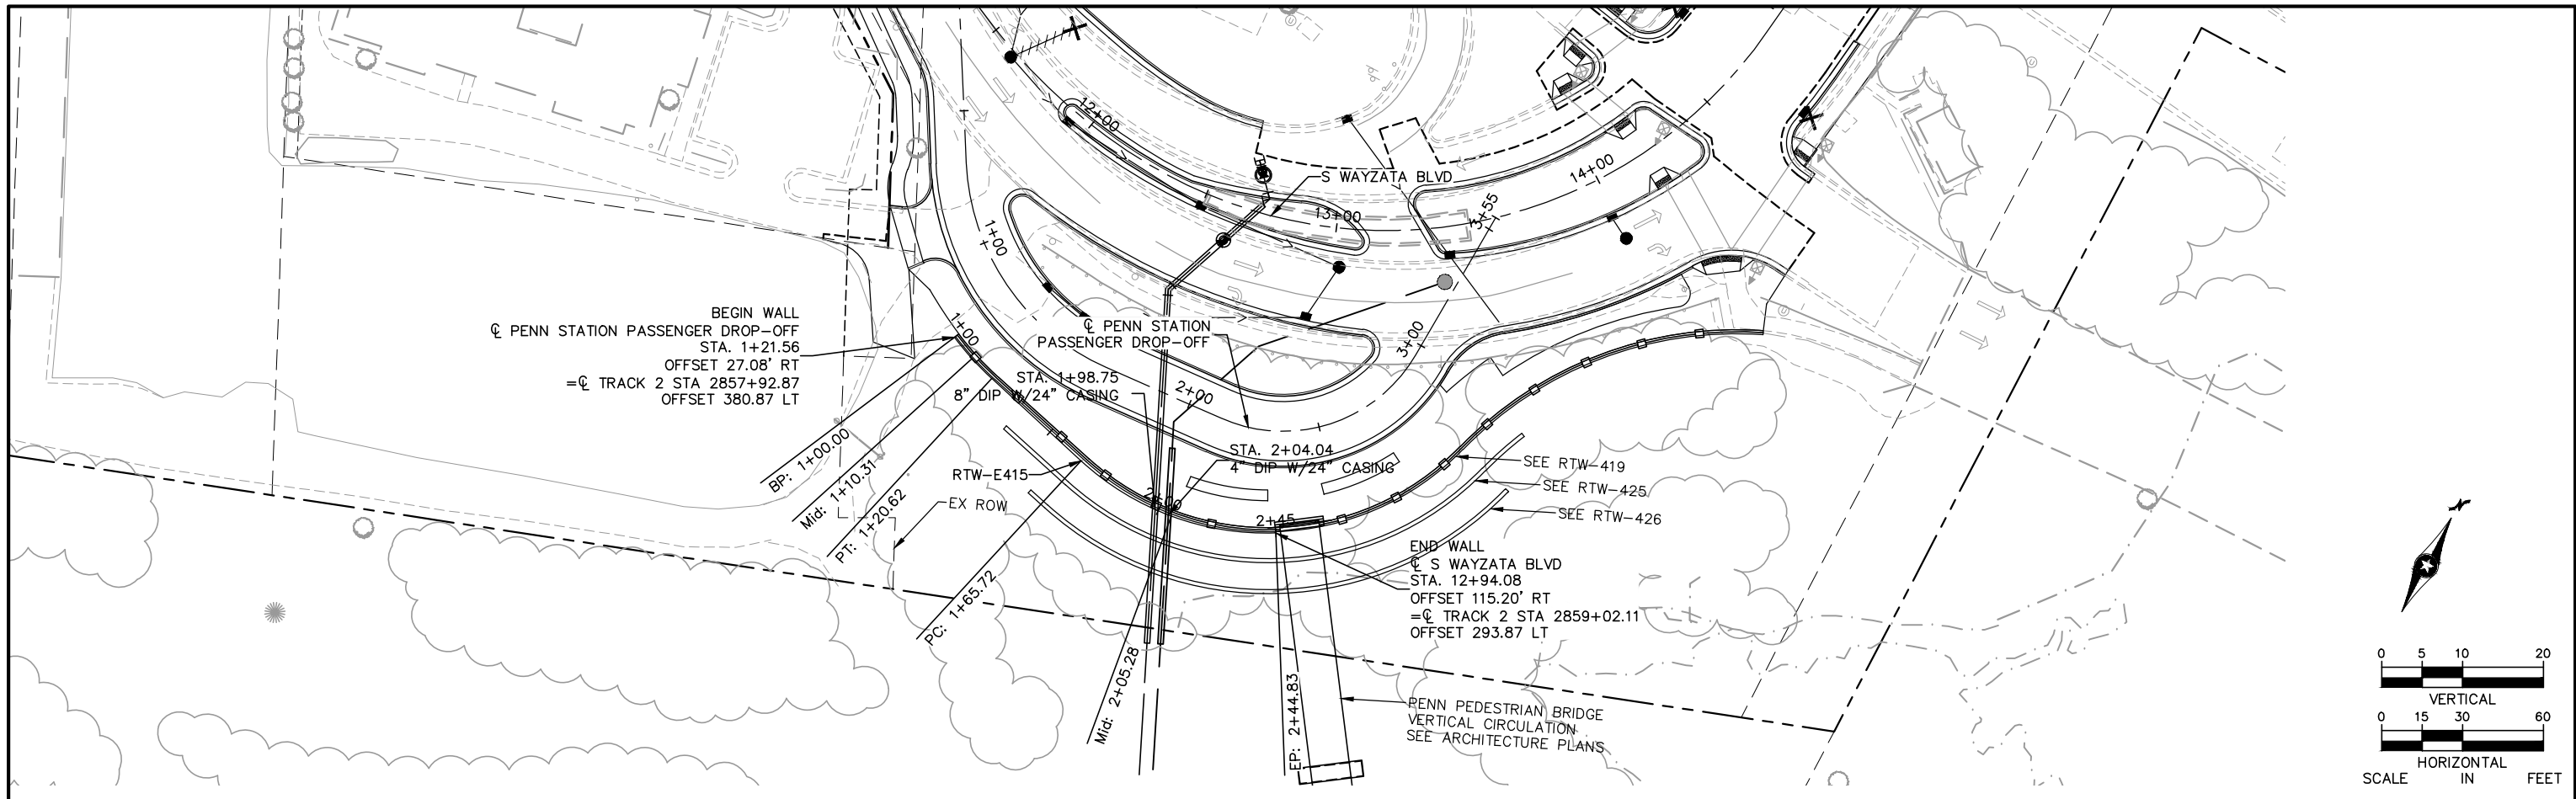 12+00
S WAYZATA BLVD
13+00
14+00
3+55
1+00
BEGIN WALL
℄ PENN STATION PASSENGER DROP-OFF
STA. 1+21.56
OFFSET 27.08' RT
=℄ TRACK 2 STA 2857+92.87
OFFSET 380.87 LT
1+00
℄ PENN STATION
PASSENGER DROP-OFF
3+00
STA. 1+98.75
8" DIP W/24" CASING
2+00
STA. 2+04.04
4" DIP W/24" CASING
BP: 1+00.00
Mid: 1+10.31
PT: 1+20.62
PC: 1+65.72
RTW-E415
EX ROW
2+00
2+45
SEE RTW-419
SEE RTW-425
SEE RTW-426
END WALL
℄ S WAYZATA BLVD
STA. 12+94.08
OFFSET 115.20' RT
=℄ TRACK 2 STA 2859+02.11
OFFSET 293.87 LT
Mid: 2+05.28
EP: 2+44.83
PENN PEDESTRIAN BRIDGE
VERTICAL CIRCULATION
SEE ARCHITECTURE PLANS
N
0 5 10 20
VERTICAL
0 15 30 60
HORIZONTAL
SCALE IN FEET